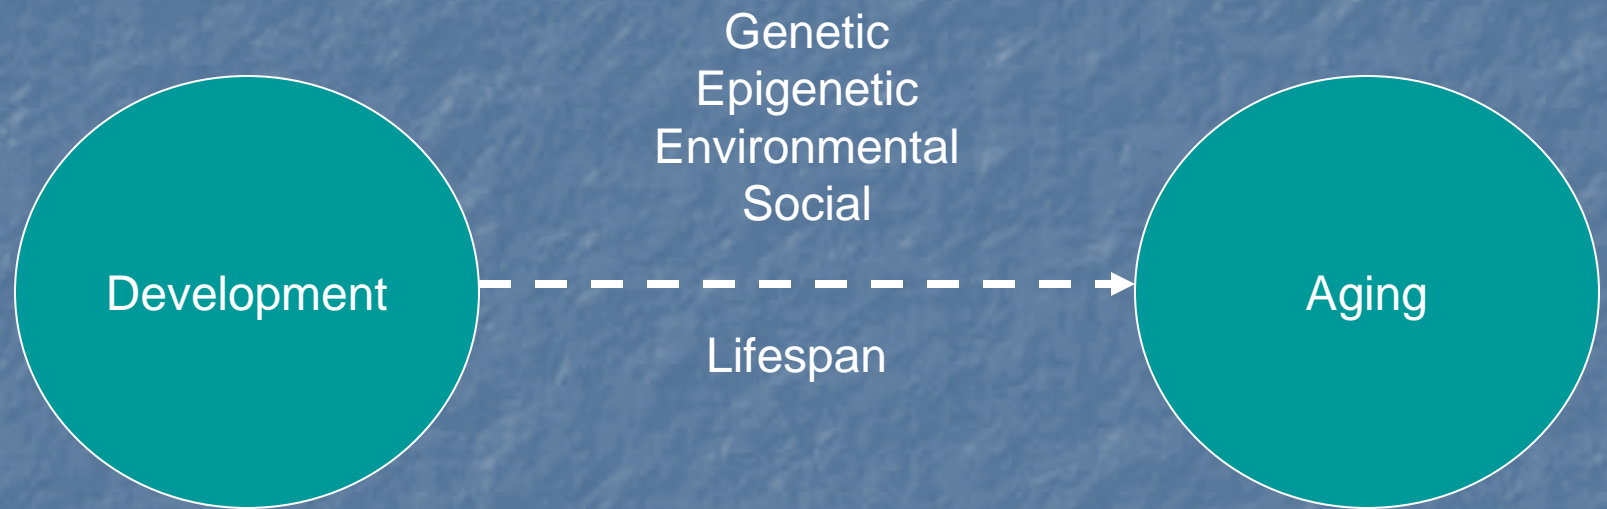 Genetic
Epigenetic
Environmental
Social
Development
Aging
Lifespan